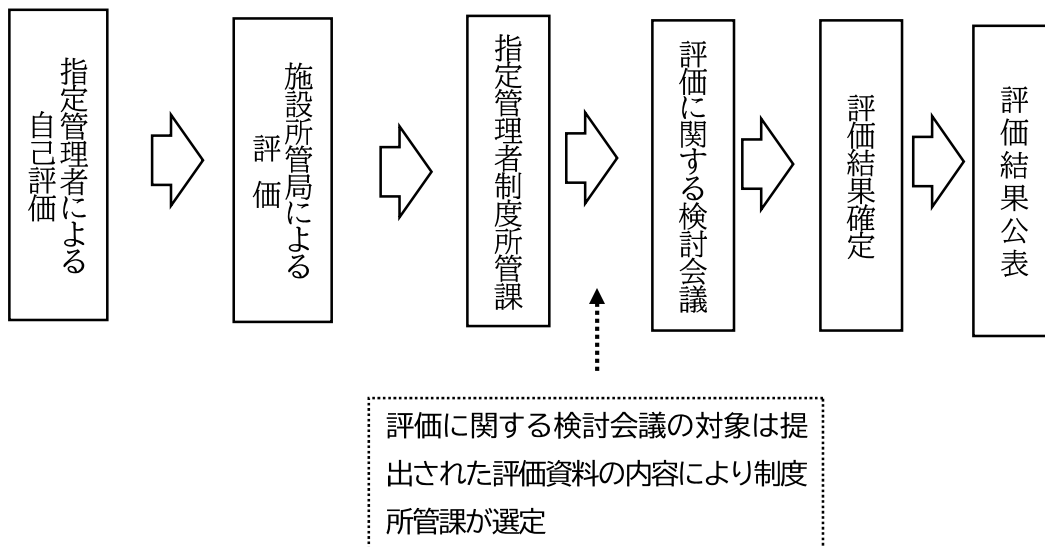 指定管理者による
自己評価
施設所管局による
評価
指定管理者制度所管課
評価に関する検討会議
評価結果確定
評価結果公表
評価に関する検討会議の対象は提
出された評価資料の内容により制度
所管課が選定